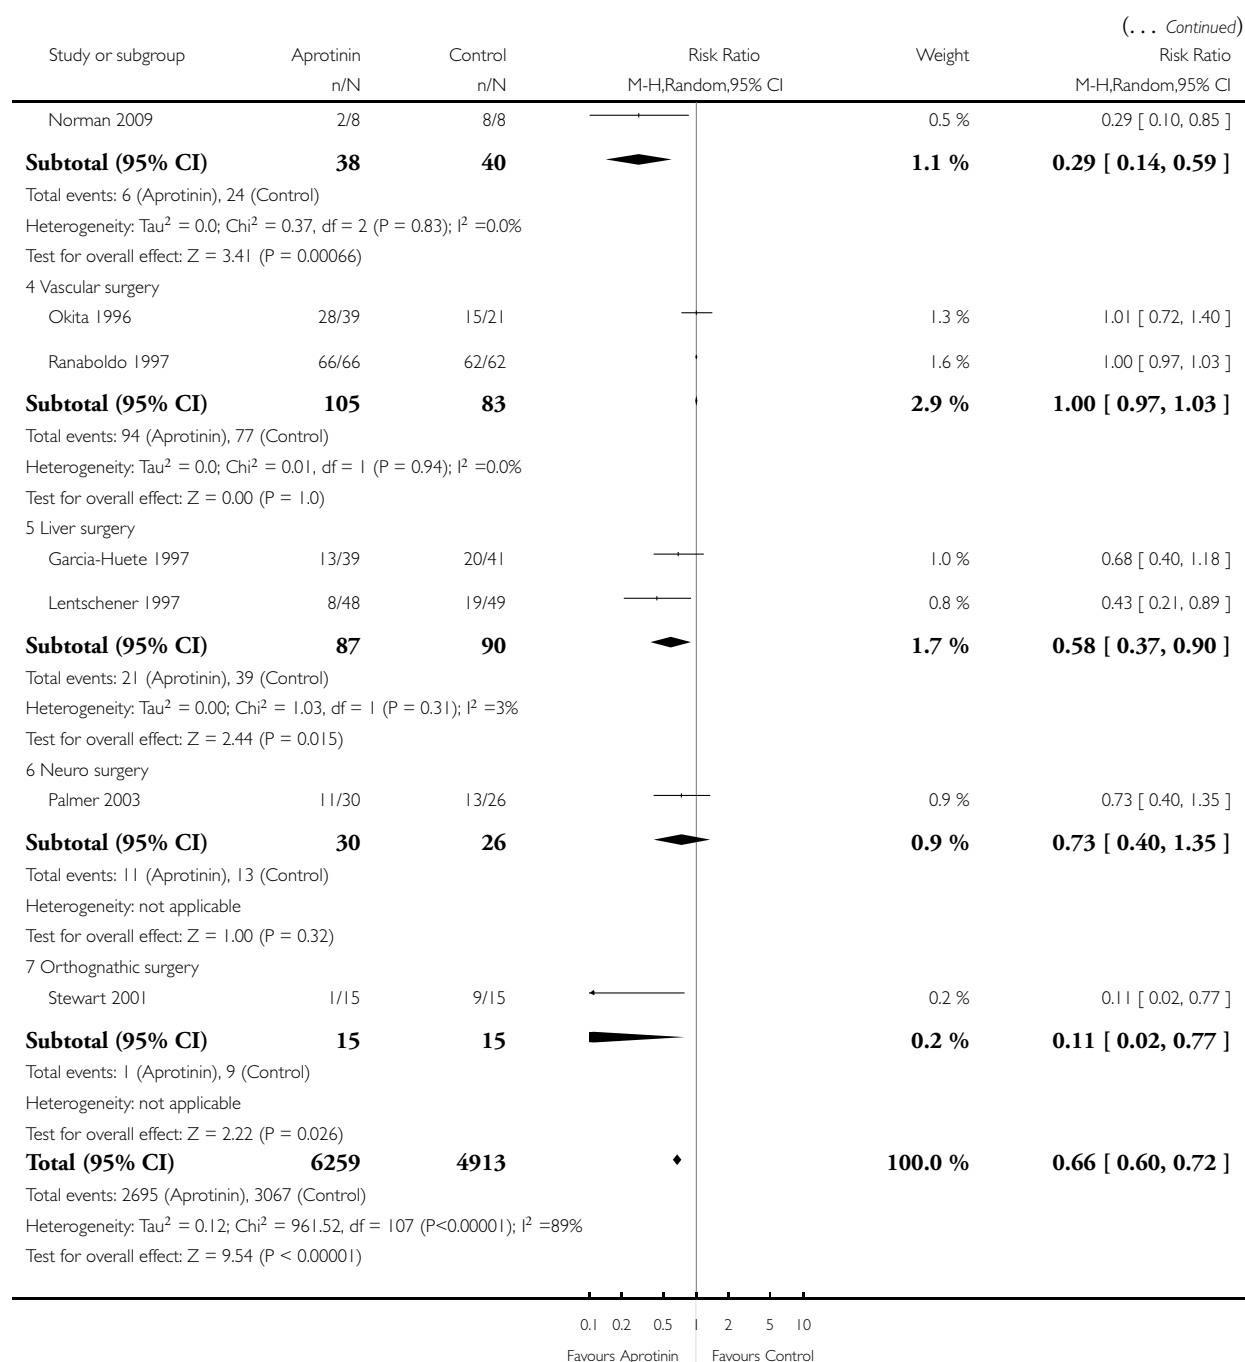 (... Continued)
Study or subgroup Aprotinin Control Risk Ratio Weight Risk Ratio
n/N n/N M-H,Random,95% CI M-H,Random,95% CI
Norman 2009 2/8 8/8 0.5 % 0.29 [ 0.10, 0.85 ]
Subtotal (95% CI) 38 40 1.1 % 0.29 [ 0.14, 0.59 ]
Total events: 6 (Aprotinin), 24 (Control)
Heterogeneity: Tau² = 0.0; Chi² = 0.37, df = 2 (P = 0.83); I² =0.0%
Test for overall effect: Z = 3.41 (P = 0.00066)
4 Vascular surgery
Okita 1996 28/39 15/21 1.3 % 1.01 [ 0.72, 1.40 ]
Ranaboldo 1997 66/66 62/62 1.6 % 1.00 [ 0.97, 1.03 ]
Subtotal (95% CI) 105 83 2.9 % 1.00 [ 0.97, 1.03 ]
Total events: 94 (Aprotinin), 77 (Control)
Heterogeneity: Tau² = 0.0; Chi² = 0.01, df = 1 (P = 0.94); I² =0.0%
Test for overall effect: Z = 0.00 (P = 1.0)
5 Liver surgery
Garcia-Huete 1997 13/39 20/41 1.0 % 0.68 [ 0.40, 1.18 ]
Lentschener 1997 8/48 19/49 0.8 % 0.43 [ 0.21, 0.89 ]
Subtotal (95% CI) 87 90 1.7 % 0.58 [ 0.37, 0.90 ]
Total events: 21 (Aprotinin), 39 (Control)
Heterogeneity: Tau² = 0.00; Chi² = 1.03, df = 1 (P = 0.31); I² =3%
Test for overall effect: Z = 2.44 (P = 0.015)
6 Neuro surgery
Palmer 2003 11/30 13/26 0.9 % 0.73 [ 0.40, 1.35 ]
Subtotal (95% CI) 30 26 0.9 % 0.73 [ 0.40, 1.35 ]
Total events: 11 (Aprotinin), 13 (Control)
Heterogeneity: not applicable
Test for overall effect: Z = 1.00 (P = 0.32)
7 Orthognathic surgery
Stewart 2001 1/15 9/15 0.2 % 0.11 [ 0.02, 0.77 ]
Subtotal (95% CI) 15 15 0.2 % 0.11 [ 0.02, 0.77 ]
Total events: 1 (Aprotinin), 9 (Control)
Heterogeneity: not applicable
Test for overall effect: Z = 2.22 (P = 0.026)
Total (95% CI) 6259 4913 100.0 % 0.66 [ 0.60, 0.72 ]
Total events: 2695 (Aprotinin), 3067 (Control)
Heterogeneity: Tau² = 0.12; Chi² = 961.52, df = 107 (P<0.00001); I² =89%
Test for overall effect: Z = 9.54 (P < 0.00001)
0.1 0.2 0.5 1 2 5 10
Favours Aprotinin Favours Control